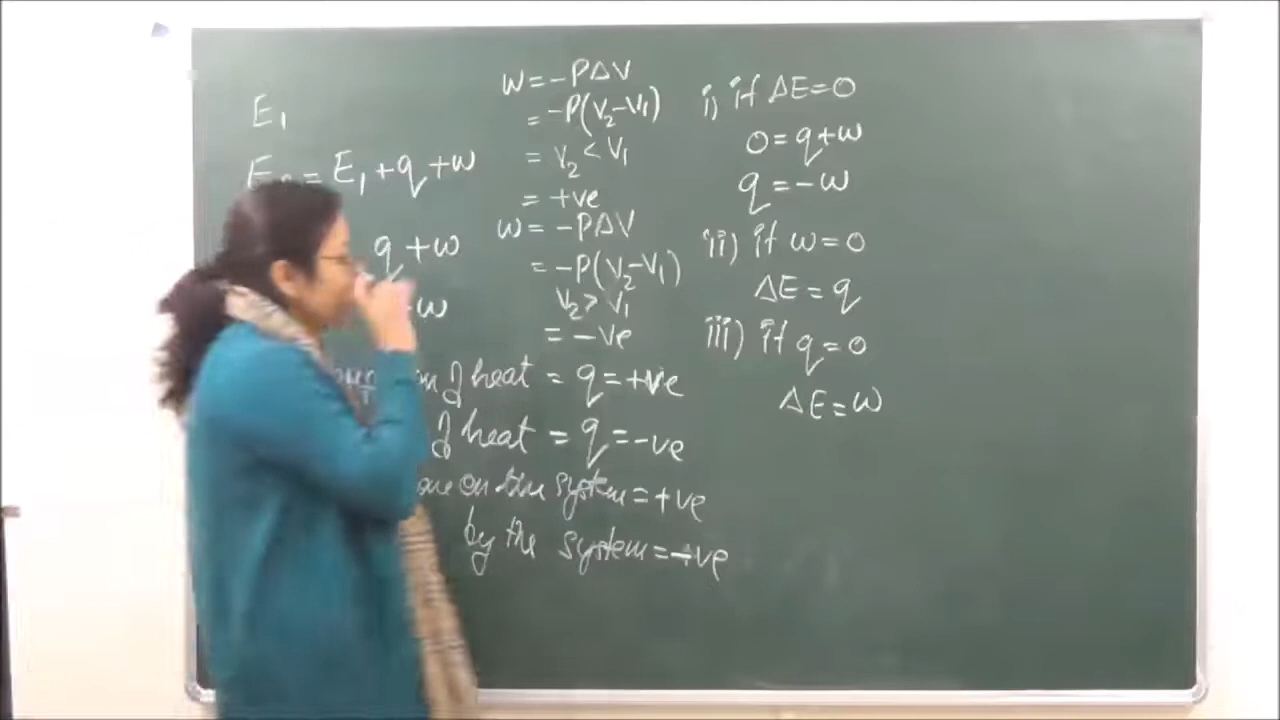 E₁
= E₁ + q + w
q + w
w
w = -PΔV
= -P(V₂-V₁)
= V₂ < V₁
= +ve
w = -PΔV
= -P(V₂-V₁)
V₂ > V₁
= -ve
heat = q = +ve
heat = q = -ve
on the system = +ve
by the system = -ve
i) if ΔE = 0
0 = q + w
q = -w
ii) if w = 0
ΔE = q
iii) if q = 0
ΔE = w